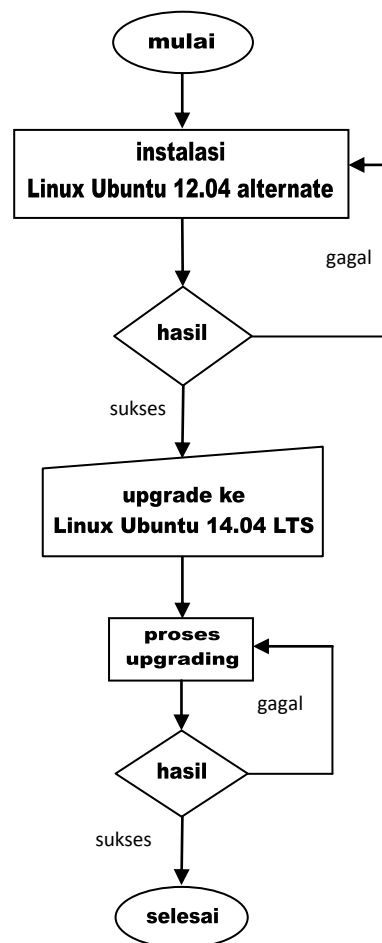 mulai
instalasi
Linux Ubuntu 12.04 alternate
gagal
hasil
sukses
upgrade ke
Linux Ubuntu 14.04 LTS
proses
upgrading
gagal
hasil
sukses
selesai